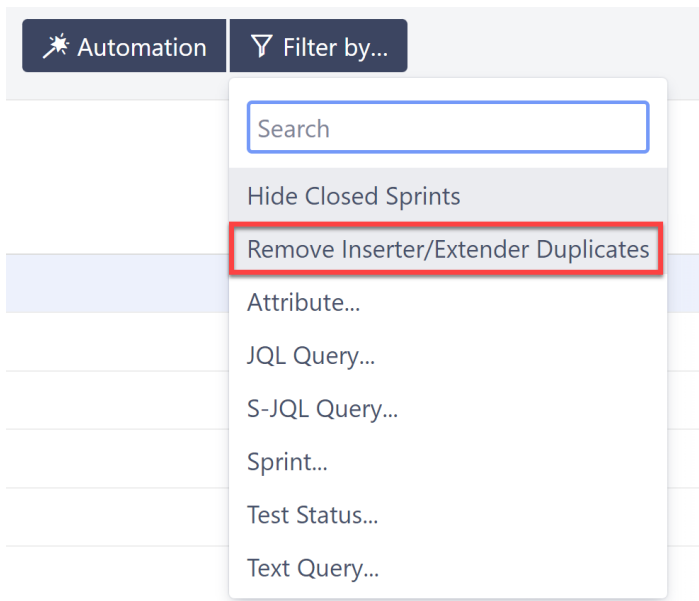 Automation
Filter by...
Search
Hide Closed Sprints
Remove Inserter/Extender Duplicates
Attribute...
JQL Query...
S-JQL Query...
Sprint...
Test Status...
Text Query...